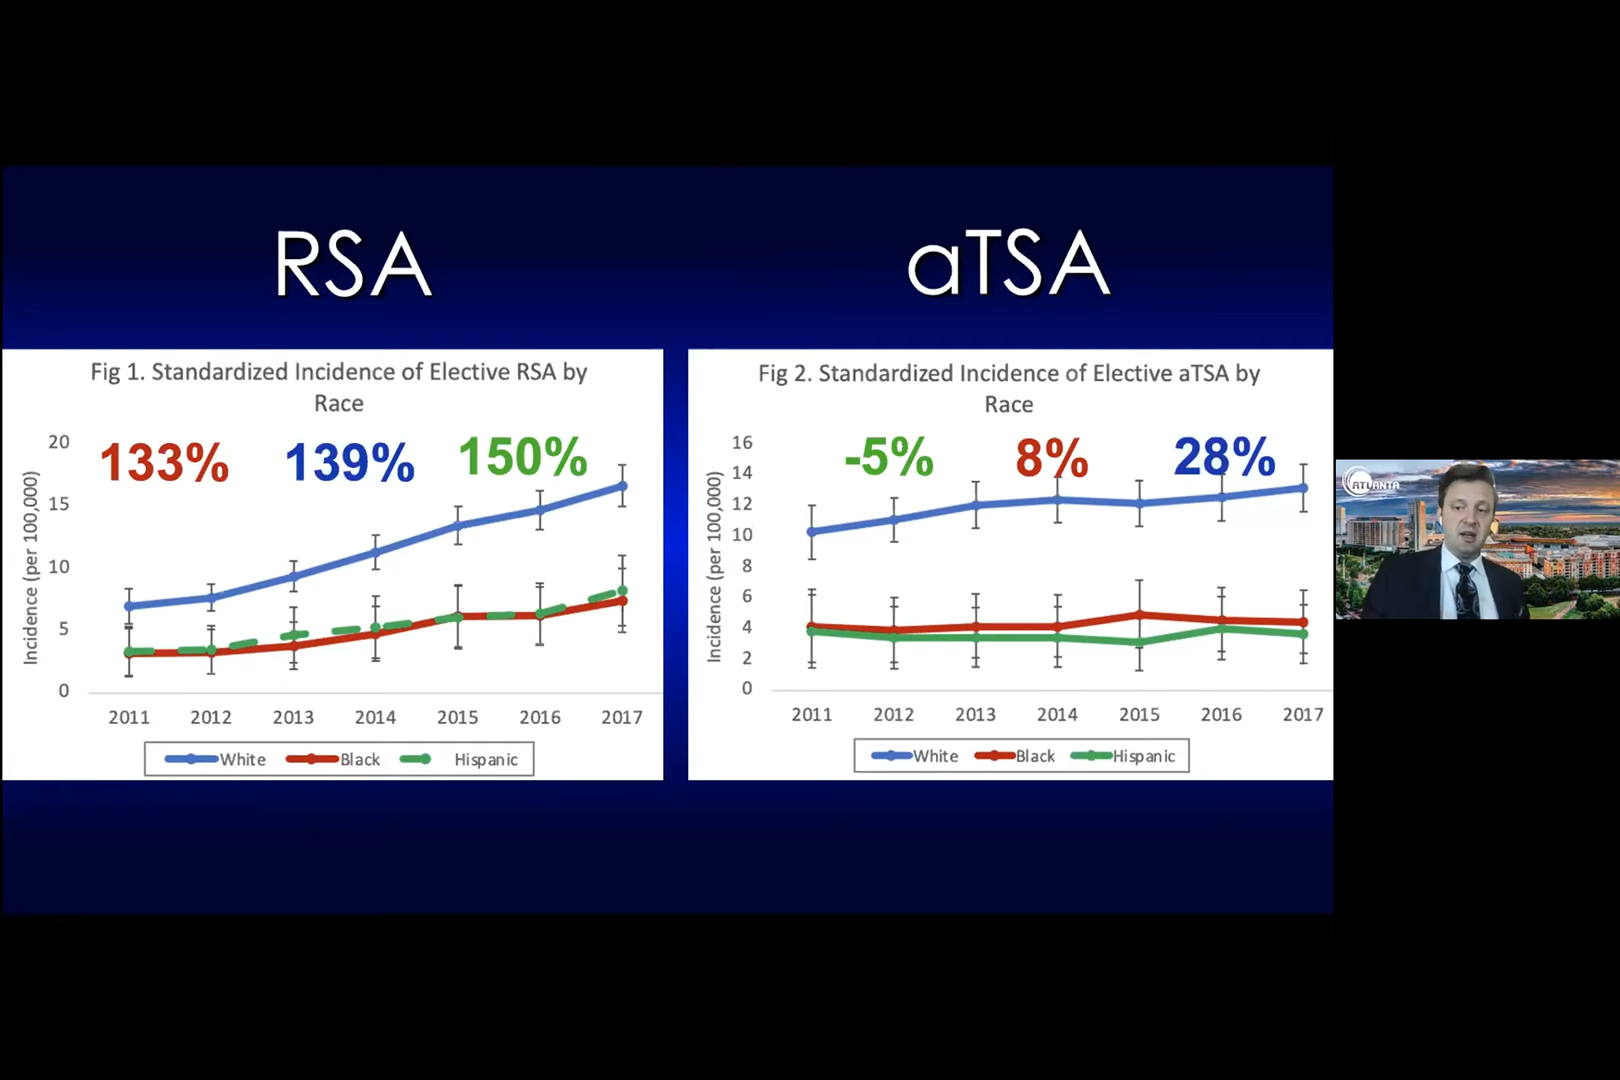 RSA
aTSA
Fig 1. Standardized Incidence of Elective RSA by
Race
133%
139%
150%
Incidence (per 100,000)
20
15
10
5
0
2011 2012 2013 2014 2015 2016 2017
White Black Hispanic
Fig 2. Standardized Incidence of Elective aTSA by
Race
-5%
8%
28%
Incidence (per 100,000)
16
14
12
10
8
6
4
2
0
2011 2012 2013 2014 2015 2016 2017
White Black Hispanic
ATLANTA